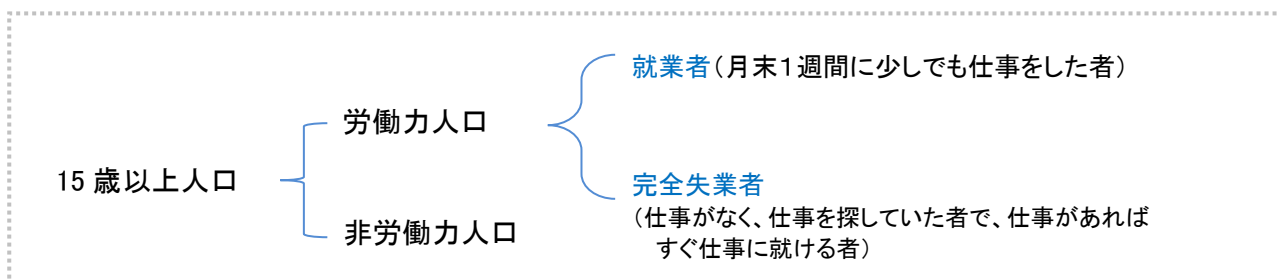 就業者（月末１週間に少しでも仕事をした者）
労働力人口
15 歳以上人口
完全失業者
（仕事がなく、仕事を探していた者で、仕事があれば
すぐ仕事に就ける者）
非労働力人口